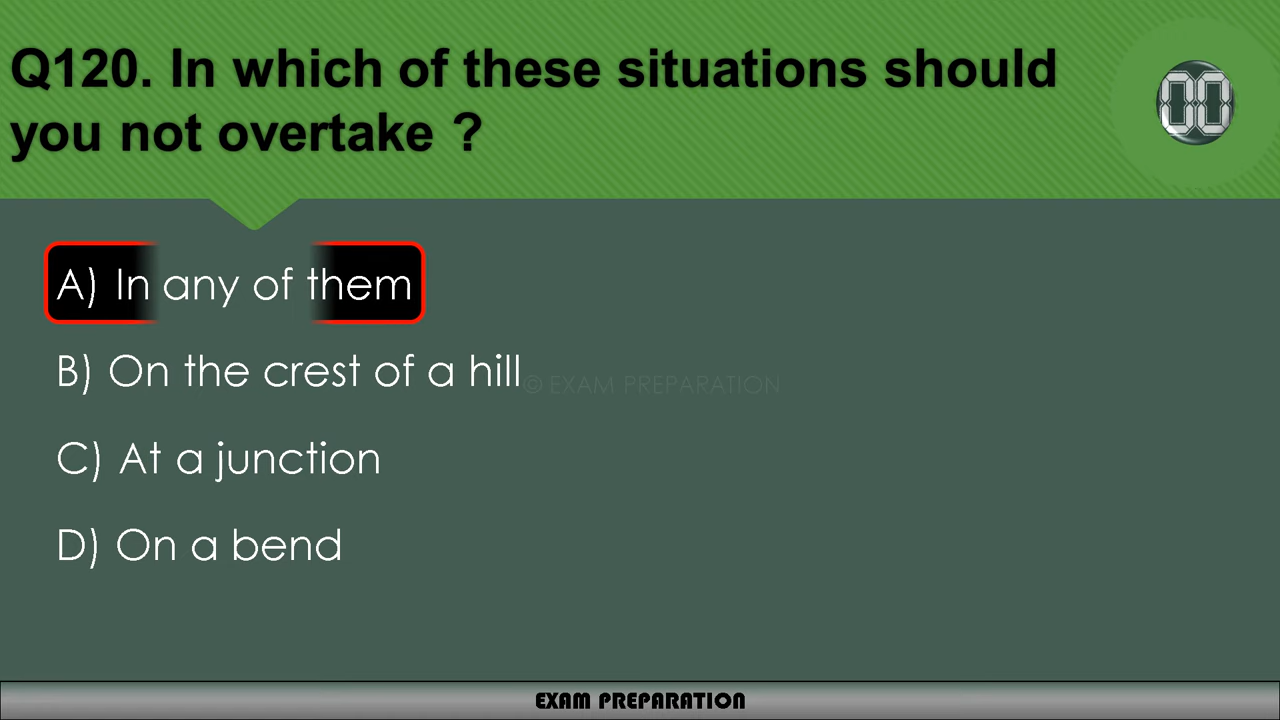 Q120. In which of these situations should
you not overtake ?
00
A) In any of them
B) On the crest of a hill
© EXAM PREPARATION
C) At a junction
D) On a bend
EXAM PREPARATION